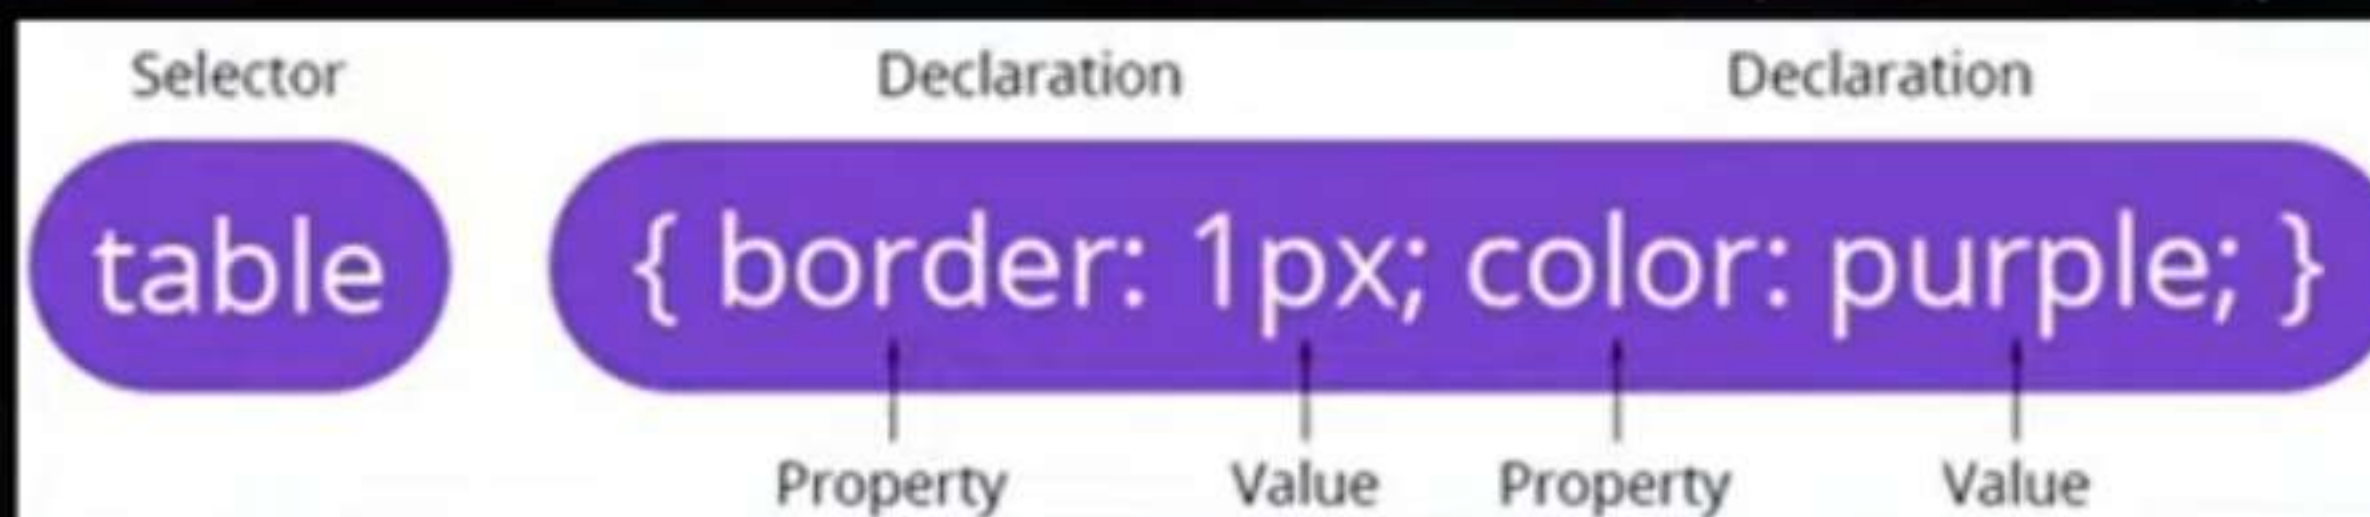 Selector Declaration Declaration
table { border: 1px; color: purple; }
Property Value Property Value